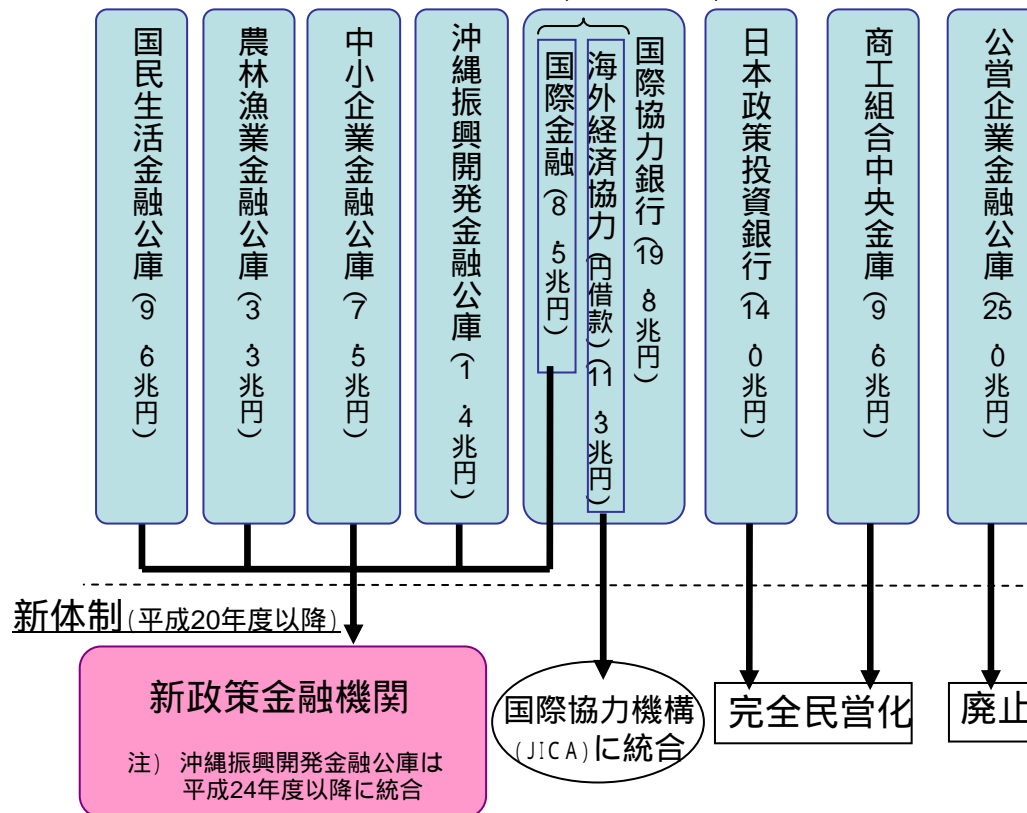 国民生活金融公庫(9.6兆円)
農林漁業金融公庫(3.3兆円)
中小企業金融公庫(7.5兆円)
沖縄振興開発金融公庫(1.4兆円)
国際金融(8.5兆円)
海外経済協力(円借款)(11.3兆円)
国際協力銀行(19.8兆円)
日本政策投資銀行(14.0兆円)
商工組合中央金庫(9.6兆円)
公営企業金融公庫(25.0兆円)
新体制(平成20年度以降)
新政策金融機関
注) 沖縄振興開発金融公庫は
平成24年度以降に統合
国際協力機構
(JICA)に統合
完全民営化
廃止